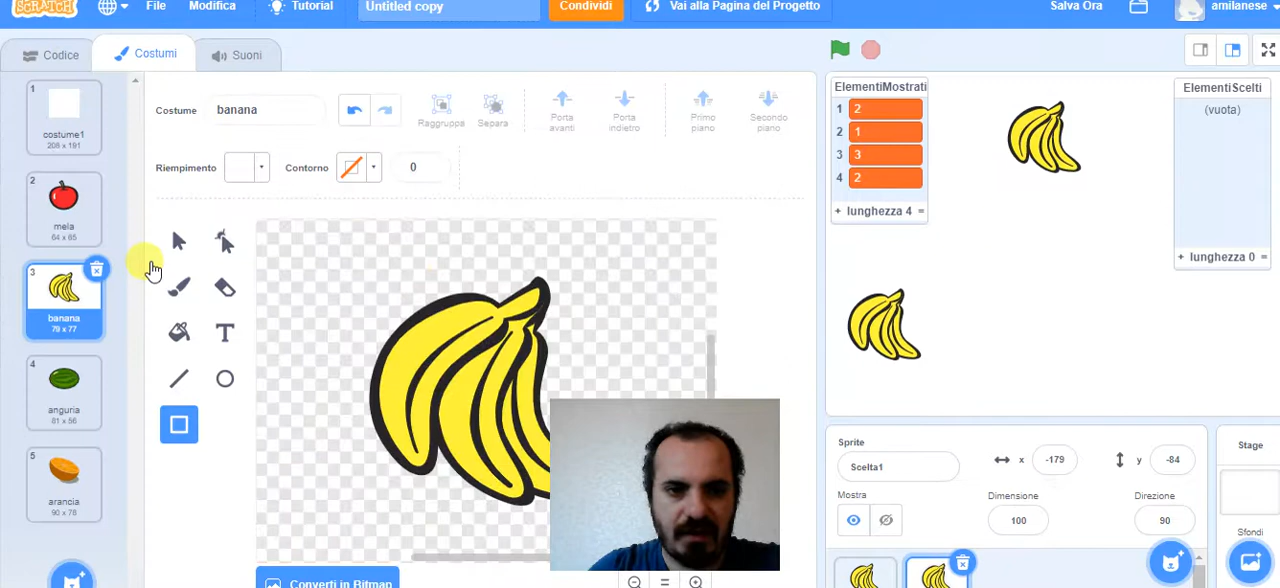 SCRATCH File Modifica Tutorial Untitled copy Condividi Vai alla Pagina del Progetto Salva Ora amilanese
Codice Costumi Suoni
1
costume1
208 x 191
2
mela
64 x 65
3
banana
79 x 77
4
anguria
81 x 56
5
arancia
90 x 78
Costume banana
Raggruppa Separa Porta avanti Porta indietro Primo piano Secondo piano
Riempimento Contorno 0
T
Converti in Bitmap
ElementiMostrati
1 2
2 1
3 3
4 2
+ lunghezza 4 =
ElementiScelti
(vuota)
+ lunghezza 0 =
Sprite
Scelta1 x -179 y -84
Mostra Dimensione Direzione
100 90
Stage
Sfondi